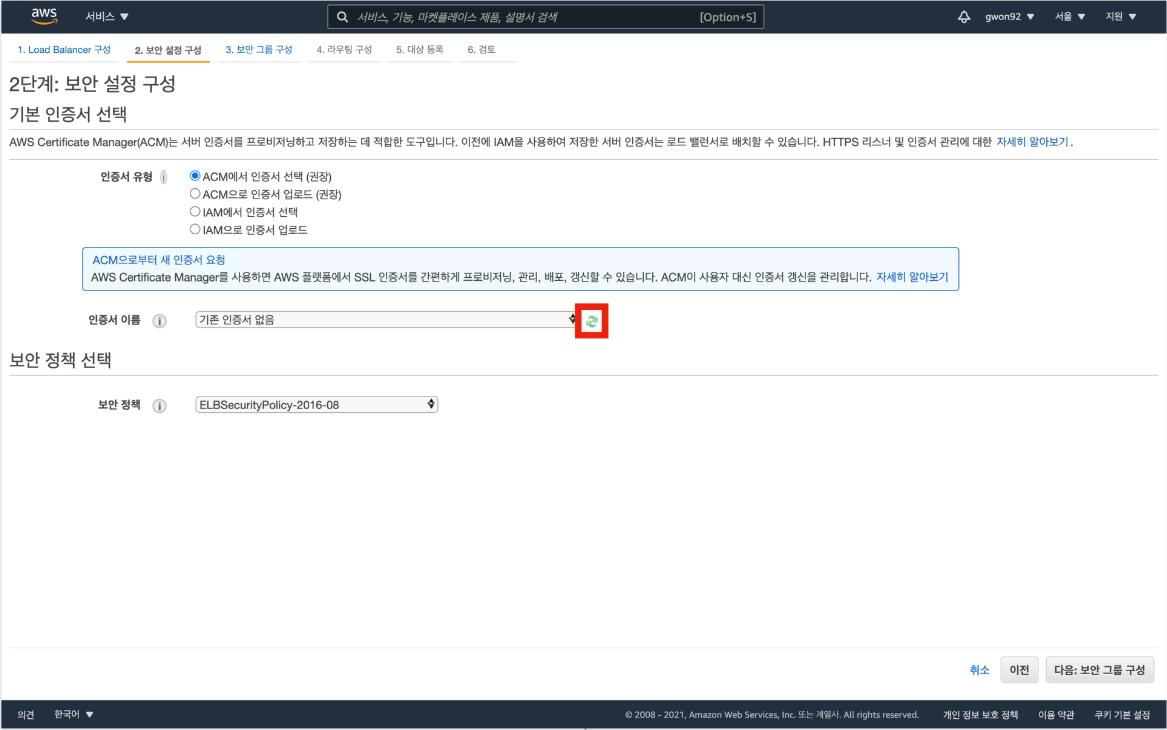 aws 서비스 ▼ 서비스, 기능, 마켓플레이스 제품, 설명서 검색 [Option+S] gwon92 ▼ 서울 ▼ 지원 ▼
1. Load Balancer 구성 2. 보안 설정 구성 3. 보안 그룹 구성 4. 라우팅 구성 5. 대상 등록 6. 검토
2단계: 보안 설정 구성
기본 인증서 선택
AWS Certificate Manager(ACM)는 서버 인증서를 프로비저닝하고 저장하는 데 적합한 도구입니다. 이전에 IAM을 사용하여 저장한 서버 인증서는 로드 밸런서로 배치할 수 있습니다. HTTPS 리스너 및 인증서 관리에 대한 자세히 알아보기.
인증서 유형 i ACM에서 인증서 선택 (권장)
ACM으로 인증서 업로드 (권장)
IAM에서 인증서 선택
IAM으로 인증서 업로드
ACM으로부터 새 인증서 요청
AWS Certificate Manager를 사용하면 AWS 플랫폼에서 SSL 인증서를 간편하게 프로비저닝, 관리, 배포, 갱신할 수 있습니다. ACM이 사용자 대신 인증서 갱신을 관리합니다. 자세히 알아보기
인증서 이름 i 기존 인증서 없음
보안 정책 선택
보안 정책 i ELBSecurityPolicy-2016-08
취소 이전 다음: 보안 그룹 구성
의견 한국어 ▼ © 2008 - 2021, Amazon Web Services, Inc. 또는 계열사. All rights reserved. 개인 정보 보호 정책 이용 약관 쿠키 기본 설정